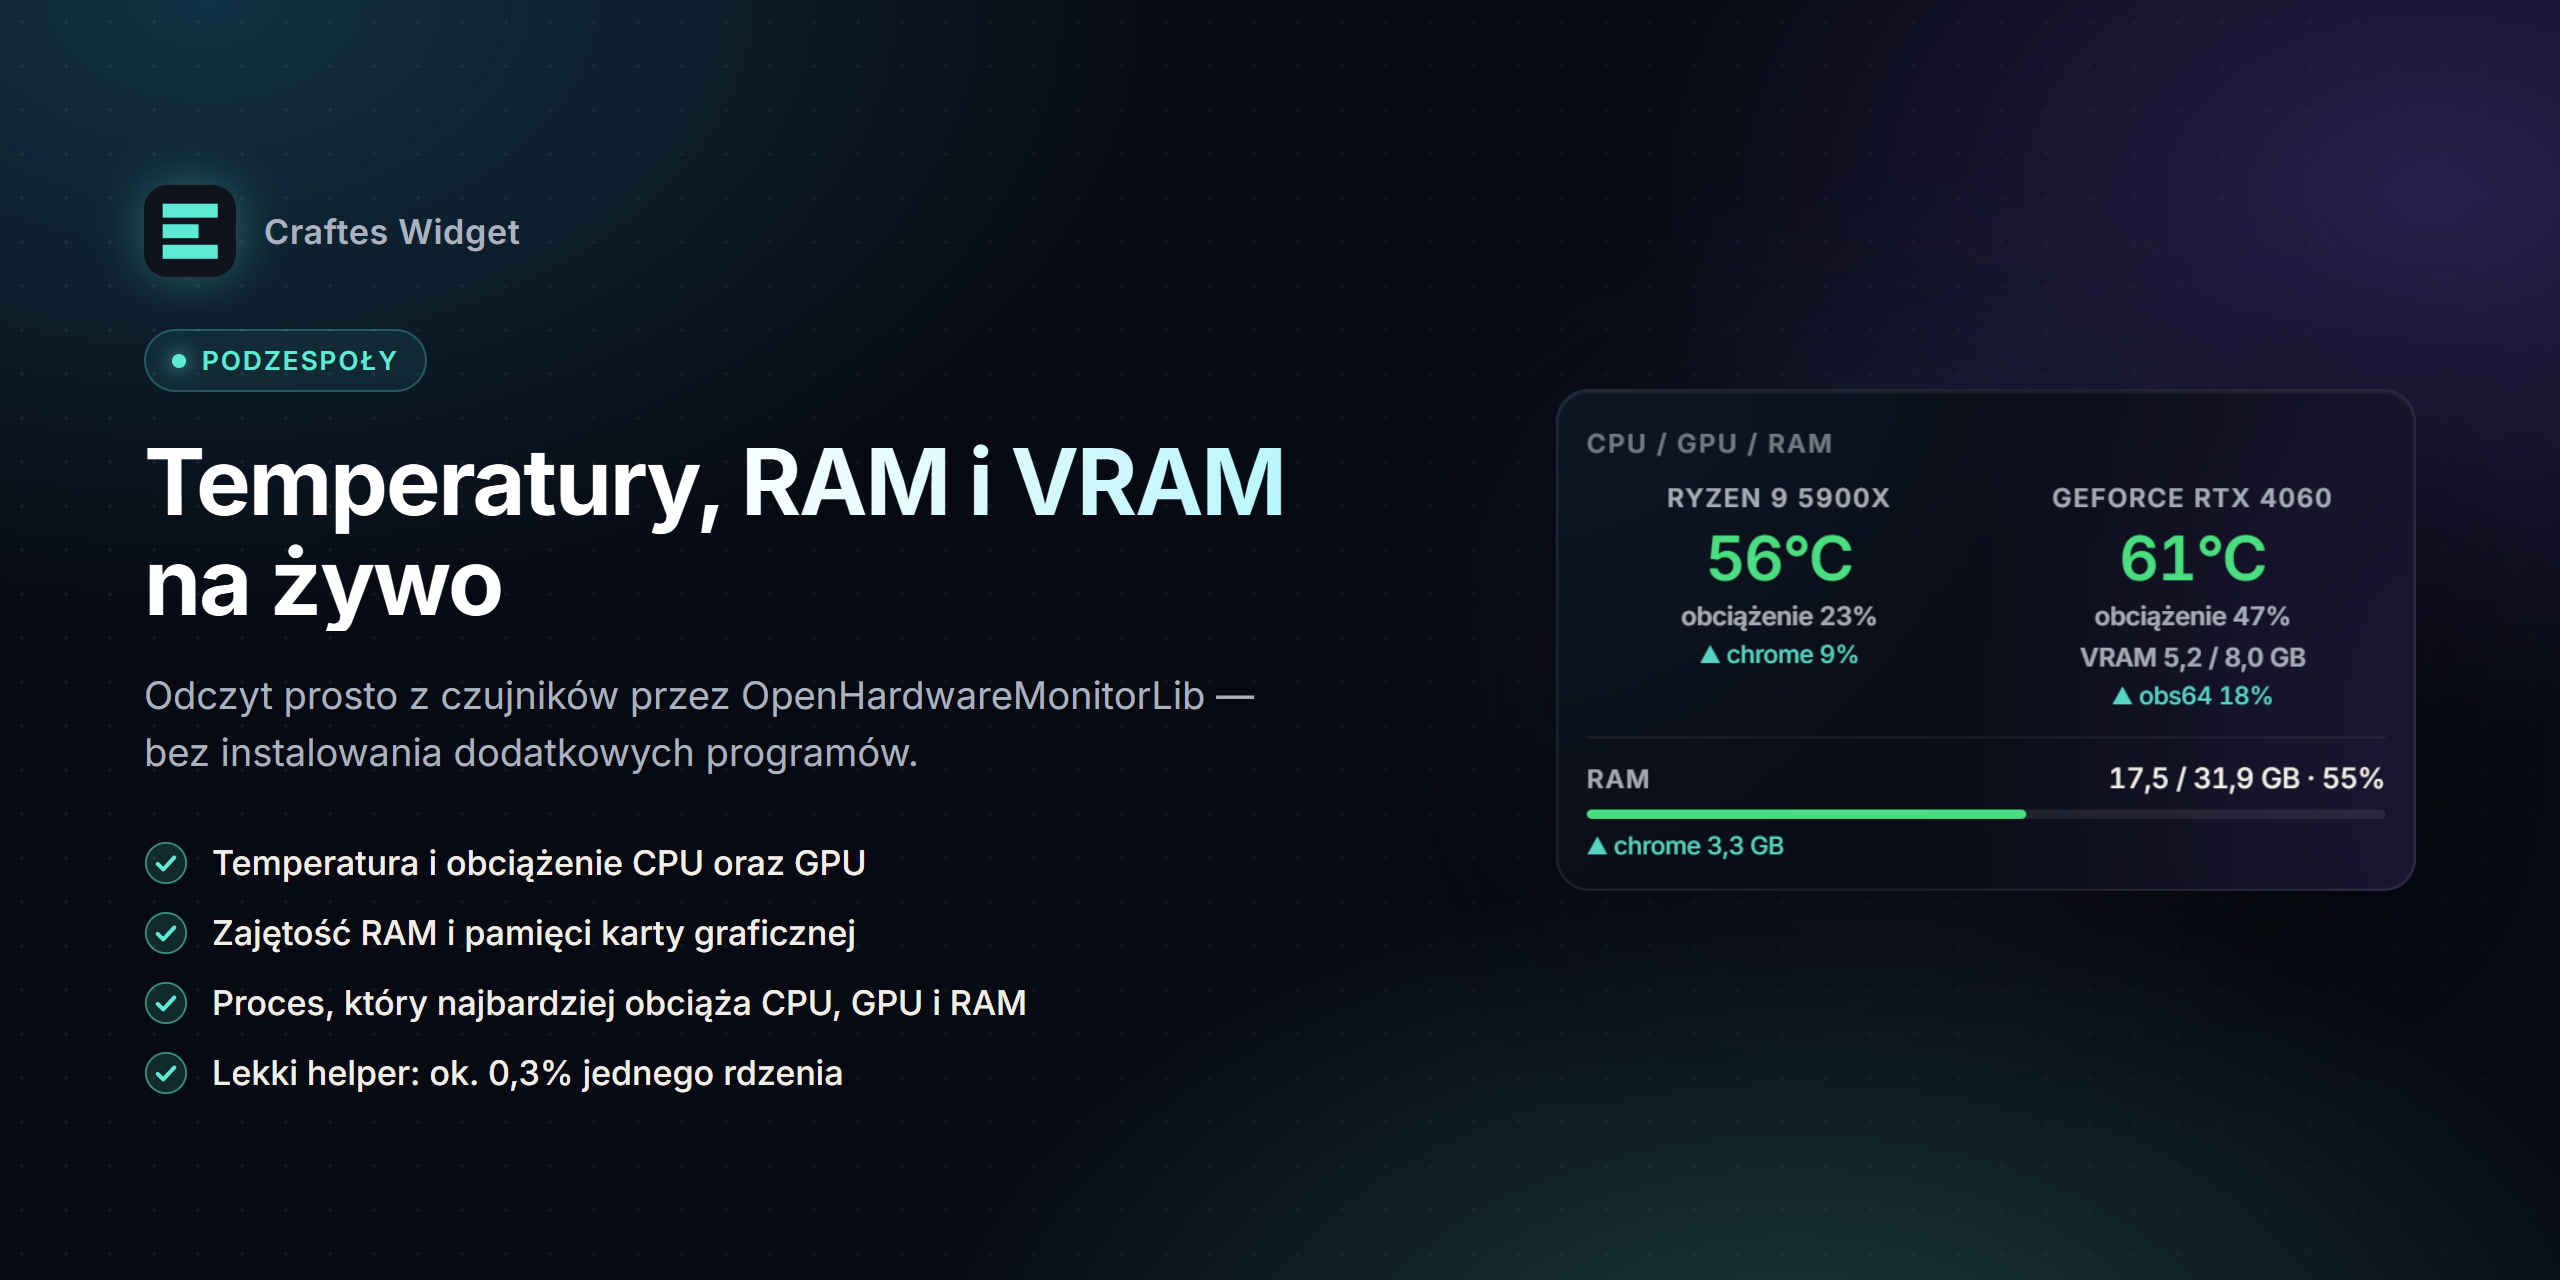 Craftes Widget
PODZESPOŁY
Temperatury, RAM i VRAM
na żywo
Odczyt prosto z czujników przez OpenHardwareMonitorLib —
bez instalowania dodatkowych programów.
Temperatura i obciążenie CPU oraz GPU
Zajętość RAM i pamięci karty graficznej
Proces, który najbardziej obciąża CPU, GPU i RAM
Lekki helper: ok. 0,3% jednego rdzenia
CPU / GPU / RAM
RYZEN 9 5900X
56°C
obciążenie 23%
▲ chrome 9%
GEFORCE RTX 4060
61°C
obciążenie 47%
VRAM 5,2 / 8,0 GB
▲ obs64 18%
RAM 17,5 / 31,9 GB · 55%
▲ chrome 3,3 GB